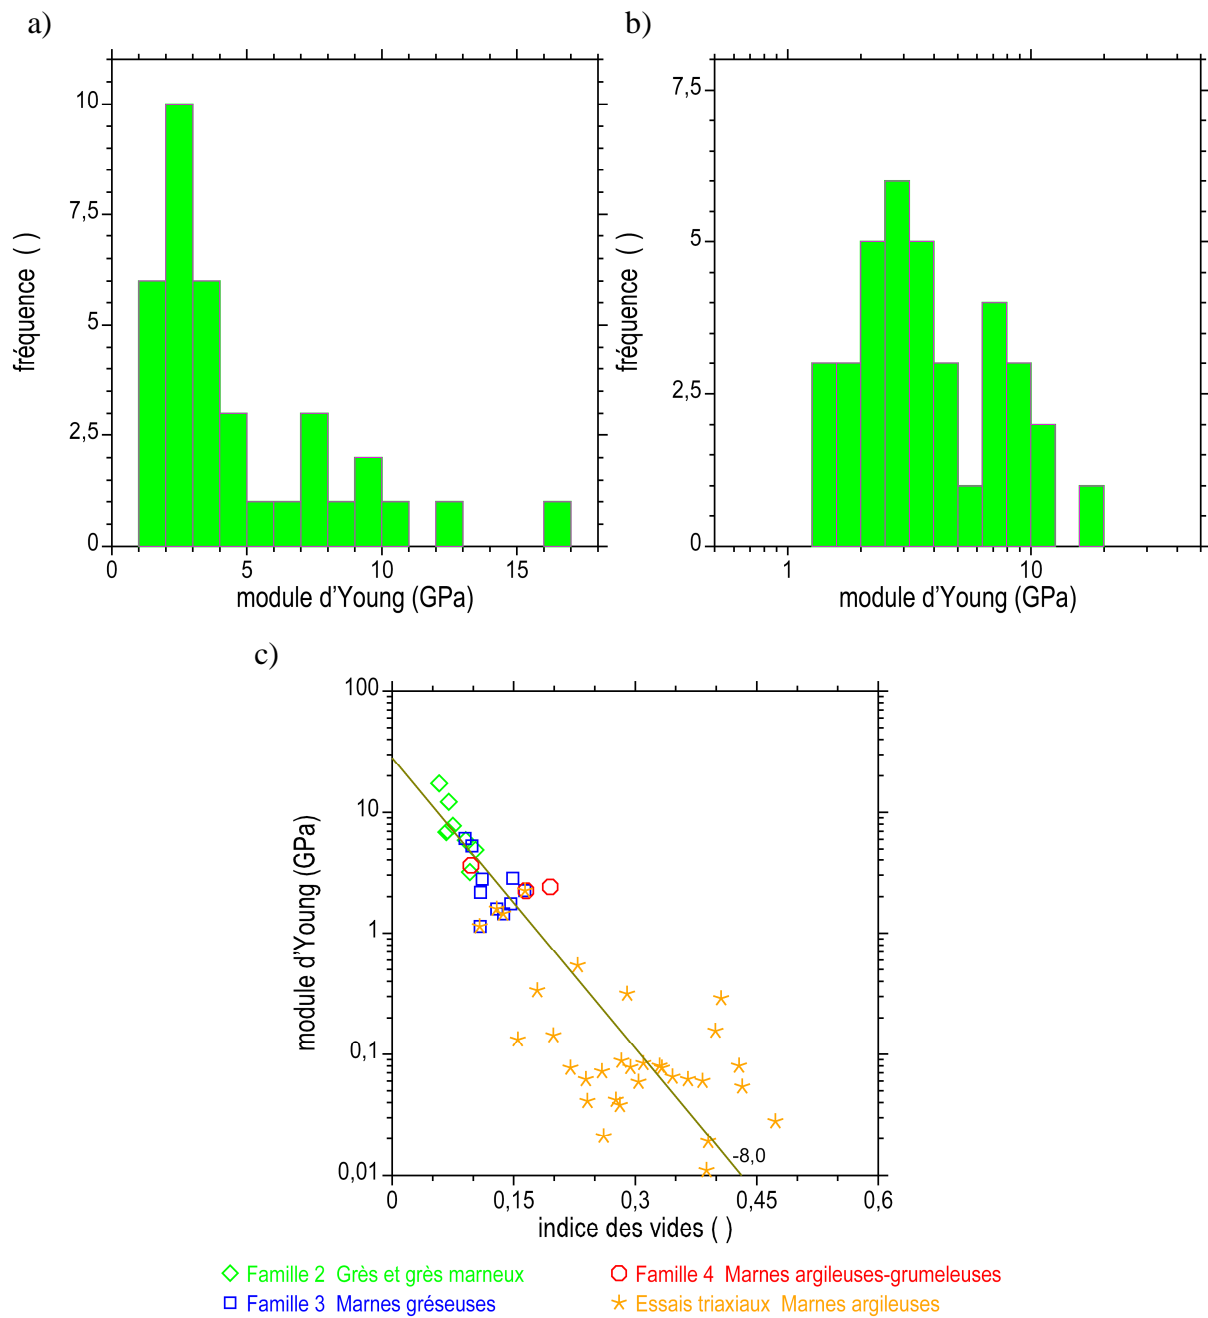 a)
b)
10
7,5
5
2,5
0
fréquence ( )
0 5 10 15
module d'Young (GPa)
7,5
5
2,5
0
fréquence ( )
1 10
module d'Young (GPa)
c)
100
10
1
0,1
0,01
module d'Young (GPa)
-8,0
0 0,15 0,3 0,45 0,6
indice des vides ( )
Famille 2 Grès et grès marneux
Famille 4 Marnes argileuses-grumeleuses
Famille 3 Marnes gréseuses
Essais triaxiaux Marnes argileuses